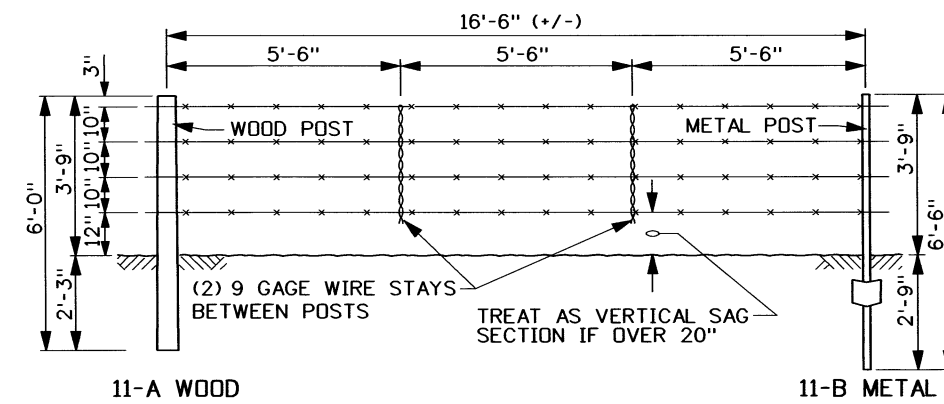 16'-6" (+/-)
5'-6" 5'-6" 5'-6"
3"
10"
10"
10"
12"
3'-9"
6'-0"
2'-3"
WOOD POST
METAL POST
3'-9"
6'-6"
2'-9"
(2) 9 GAGE WIRE STAYS
BETWEEN POSTS
TREAT AS VERTICAL SAG
SECTION IF OVER 20"
11-A WOOD
11-B METAL